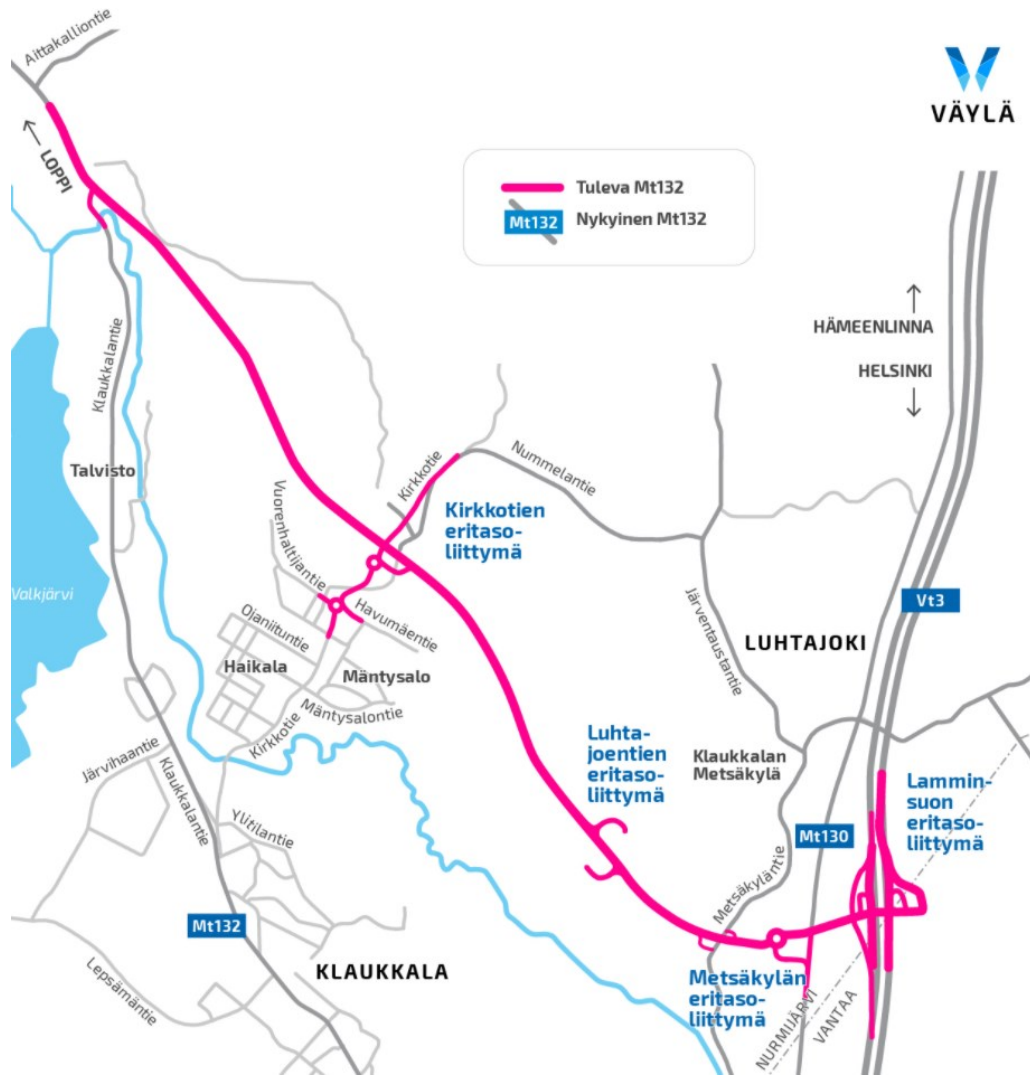 Aittakalliontie
VÄYLÄ
LOPPI
Tuleva Mt132
Mt132
Nykyinen Mt132
HÄMEENLINNA
HELSINKI
Klaukkalantie
Talvisto
Kirkkotie
Nummelantie
Vuorenhaltijantie
Kirkkotien
eritaso-
liittymä
Valkjärvi
Vt3
Ojaniituntie
Havumäentie
Järventaustantie
LUHTAJOKI
Haikala
Mäntysalo
Mäntysalontie
Kirkkotie
Luhta-
joentien
eritaso-
liittymä
Klaukkalan
Metsäkylä
Järvihaantie
Klaukkalantie
Ylitilantie
Lammin-
suon
eritaso-
liittymä
Mt130
Metsäkyläntie
Mt132
KLAUKKALA
Lepsämäntie
Metsäkylän
eritaso-
liittymä
NURMIJÄRVI
VANTAA